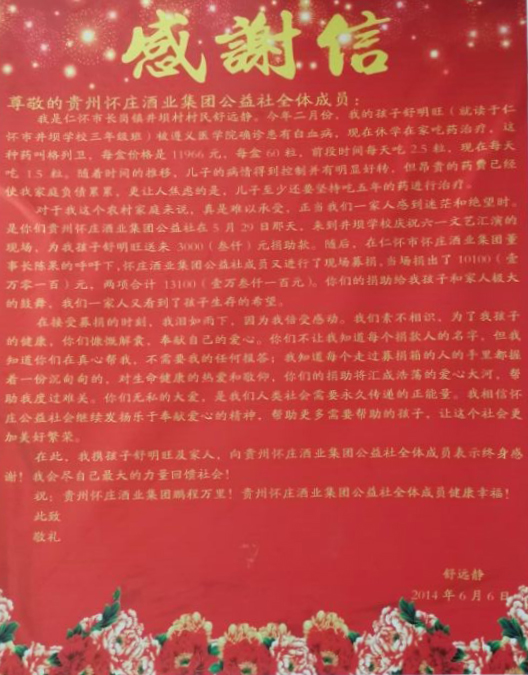 感謝信
尊敬的贵州怀庄酒业集团公益社全体成员：
我是仁怀市长岗镇井坝村村民舒远静。今年二月份，我的孩子舒明旺（就读于仁
怀市井坝学校三年级班）被遵义医学院确诊患有白血病，现在休学在家吃药治疗，这
种药叫格列卫，每盒价格是 11966 元，每盒 60 粒，前段时间每天吃 2.5 粒，现在每天
吃 1.5 粒。随着时间的推移，儿子的病情得到控制并有明显好转，但昂贵的药费已经
使我家庭负债累累，更让人焦虑的是，儿子至少还要坚持吃五年的药进行治疗。
对于我这个农村家庭来说，真是难以承受。正当我们一家人感到迷茫和绝望时。
是你们贵州怀庄酒业集团公益社在 5 月 29 日那天，来到井坝学校庆祝六一文艺汇演的
现场，为我孩子舒明旺送来 3000（叁仟）元捐助款。随后，在仁怀市怀庄酒业集团董
事长陈果的呼吁下，怀庄酒业集团公益社成员又进行了现场募捐，当场捐出了 10100（壹
万零一百）元，两项合计 13100（壹万叁仟一百元）。你们的捐助给我孩子和家人极大
的鼓舞，我们一家人又看到了孩子生存的希望。
在接受募捐的时刻，我泪如雨下，因为我倍受感动。我们素不相识，为了我孩子
的健康，你们慷慨解囊，奉献自己的爱心。你们不让我知道每个捐款人的名字，但我
知道你们在真心帮我，不需要我的任何报答；我知道每个走过募捐箱的人的手里都握
着一份沉甸甸的，对生命健康的热爱和敬仰，你们的捐助将汇成浩荡的爱心大河，帮
助我度过难关。你们无私的大爱，是我们人类社会需要永久传递的正能量。我相信怀
庄公益社会继续发扬乐于奉献爱心的精神，帮助更多需要帮助的孩子，让这个社会更
加美好繁荣。
在此，我携孩子舒明旺及家人，向贵州怀庄酒业集团公益社全体成员表示终身感
谢！我会尽自己最大的力量回馈社会！
祝：贵州怀庄酒业集团鹏程万里！贵州怀庄酒业集团公益社全体成员健康幸福！
此致
敬礼
舒远静
2014 年 6 月 6 日